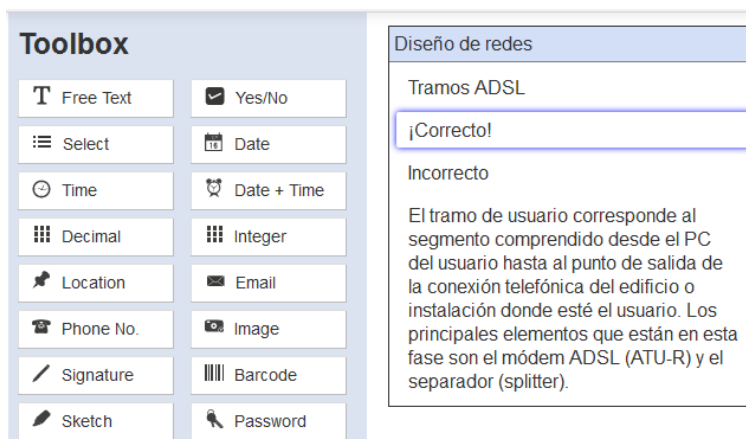 Toolbox
Free Text
Yes/No
Select
16
Date
Time
Date + Time
Decimal
Integer
Location
Email
Phone No.
Image
Signature
Barcode
Sketch
Password
Diseño de redes
Tramos ADSL
¡Correcto!
Incorrecto
El tramo de usuario corresponde al
segmento comprendido desde el PC
del usuario hasta al punto de salida de
la conexión telefónica del edificio o
instalación donde esté el usuario. Los
principales elementos que están en esta
fase son el módem ADSL (ATU-R) y el
separador (splitter).